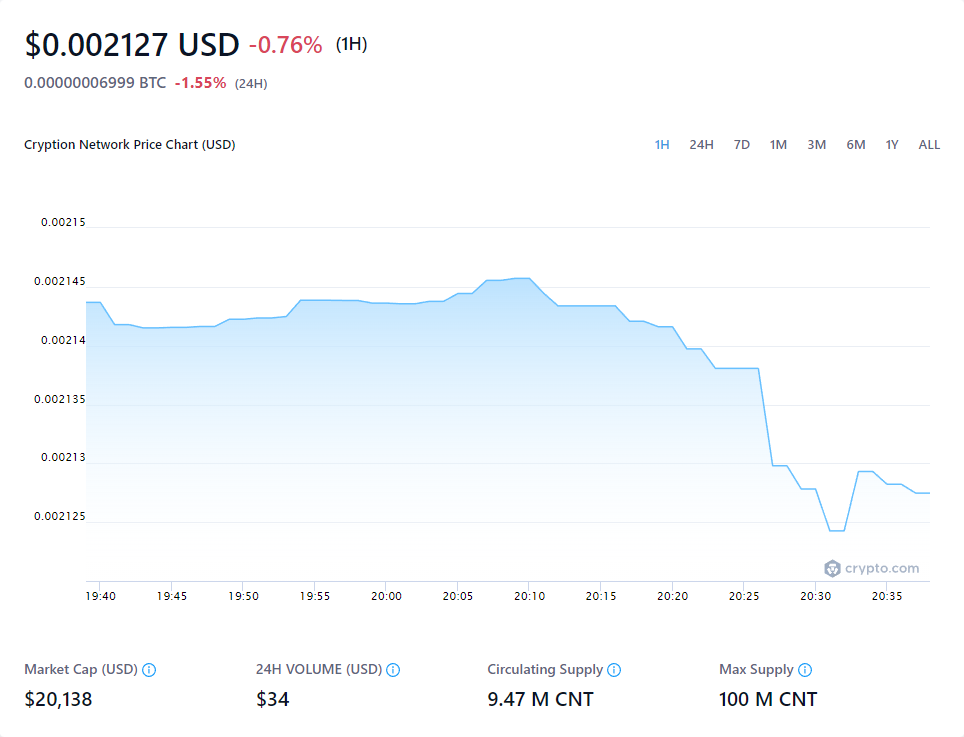 $0.002127 USD -0.76% (1H)
0.00000006999 BTC -1.55% (24H)
Cryption Network Price Chart (USD)
1H 24H 7D 1M 3M 6M 1Y ALL
0.00215
0.002145
0.00214
0.002135
0.00213
0.002125
crypto.com
19:40 19:45 19:50 19:55 20:00 20:05 20:10 20:15 20:20 20:25 20:30 20:35
Market Cap (USD) 24H VOLUME (USD) Circulating Supply Max Supply
$20,138 $34 9.47 M CNT 100 M CNT